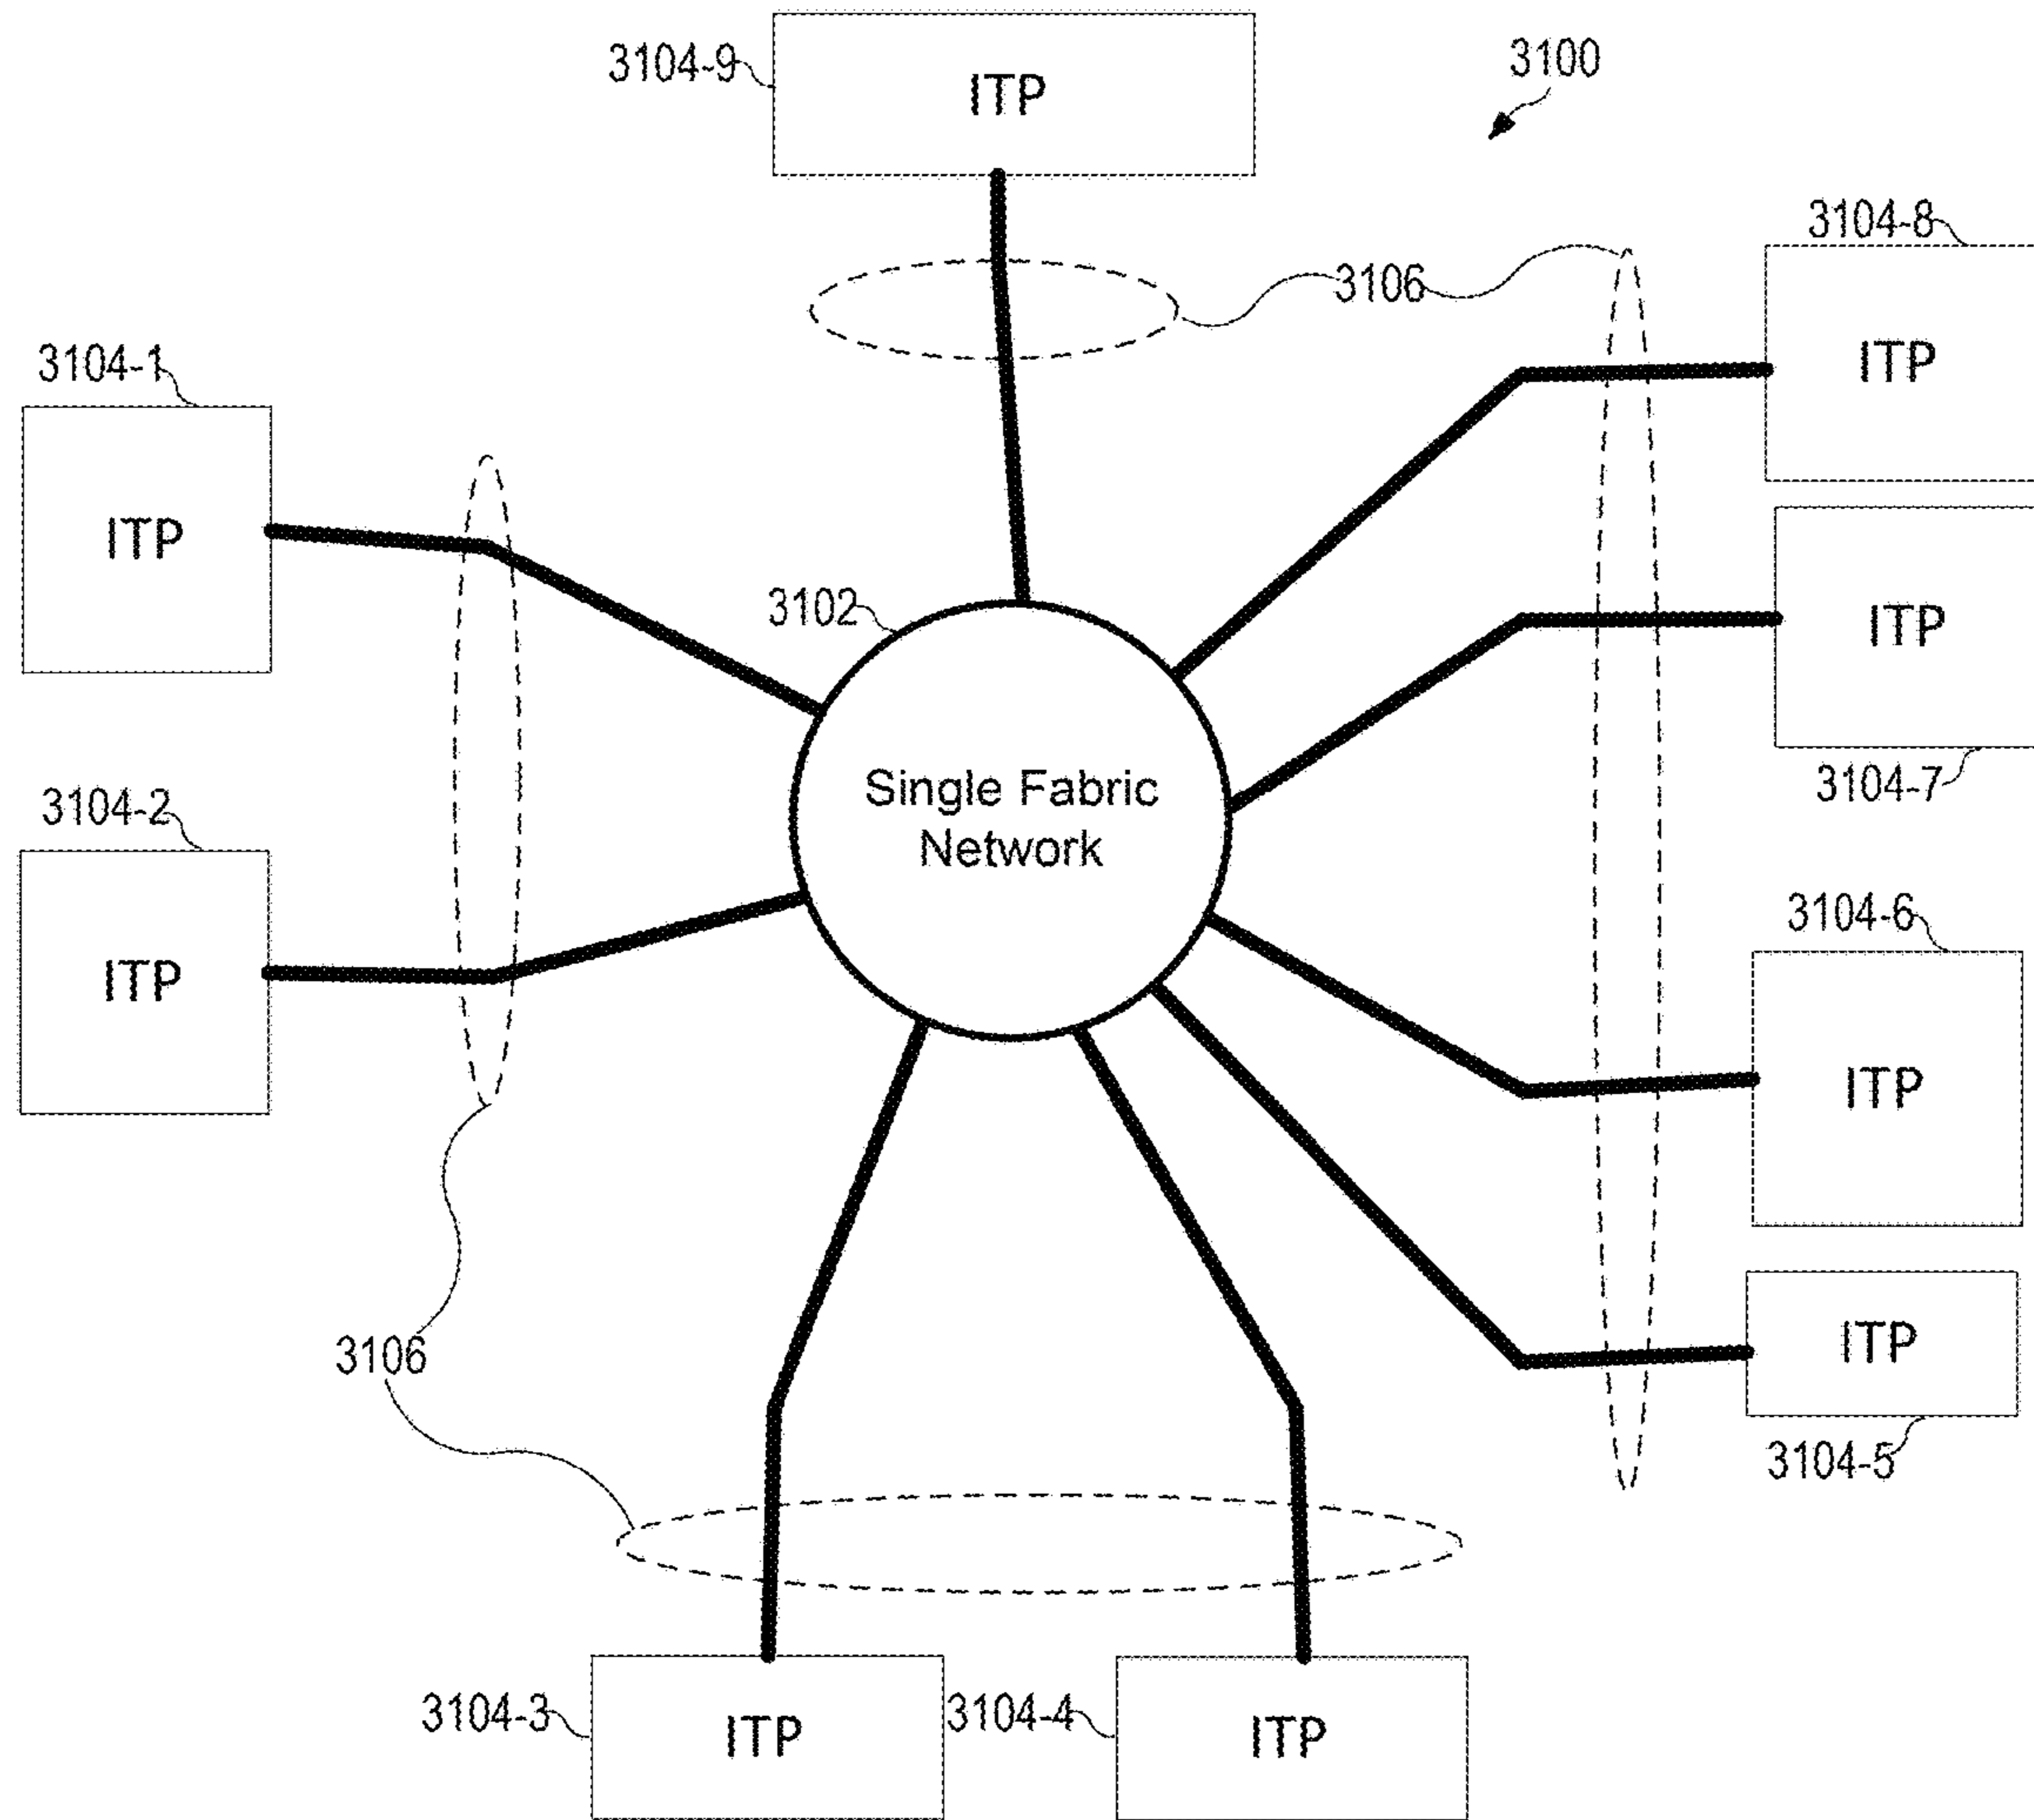 3104-9
ITP
3100
3104-8
3106
ITP
3104-1
ITP
ITP
3102
3104-7
Single Fabric
Network
3104-2
ITP
3104-6
ITP
3106
ITP
3104-5
3104-3
ITP
3104-4
ITP